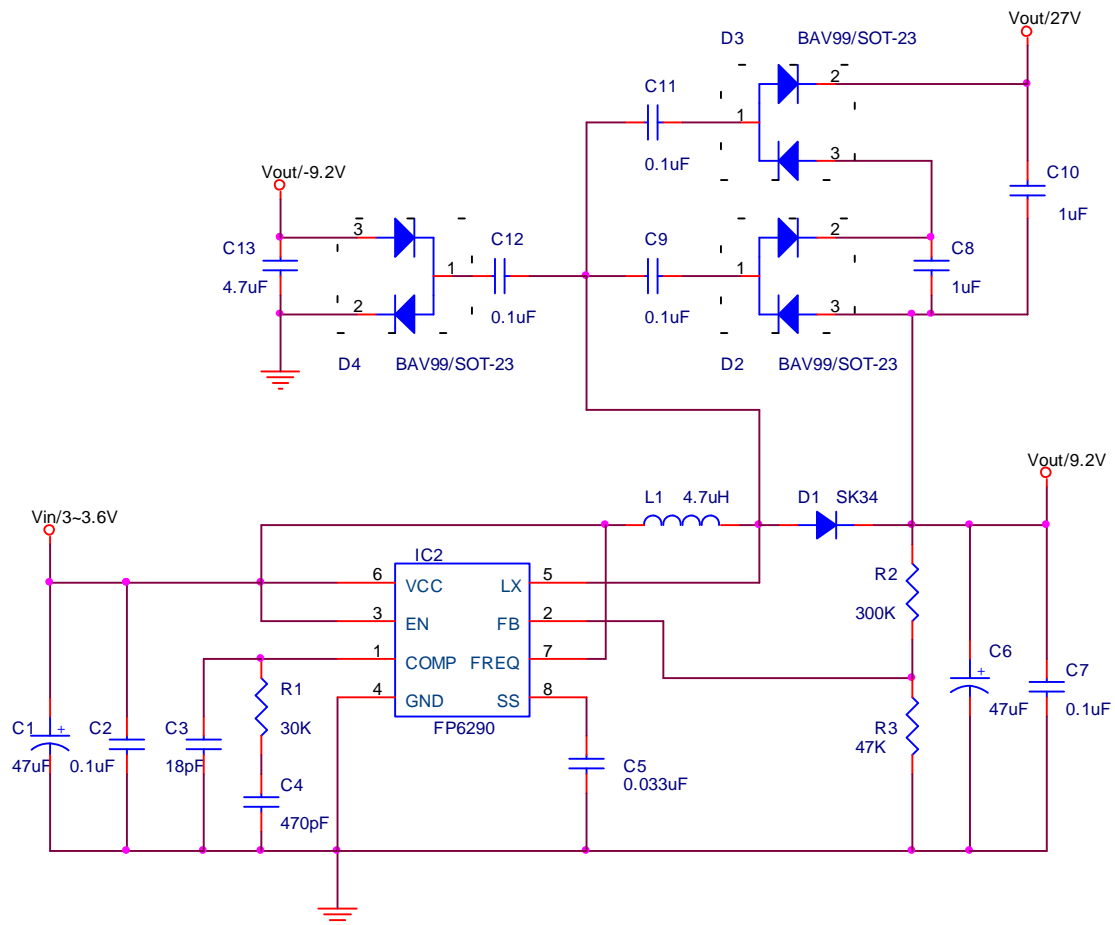 Vout/27V
D3 BAV99/SOT-23
2
C11
1
0.1uF
3
Vout/-9.2V
C10
1uF
3
C13
4.7uF
C12
1
0.1uF
C9
1
0.1uF
2
C8
1uF
2
3
D4 BAV99/SOT-23
D2 BAV99/SOT-23
Vout/9.2V
Vin/3~3.6V
L1 4.7uH
D1 SK34
IC2
6 VCC LX 5
3 EN FB 2
1 COMP FREQ 7
4 GND SS 8
FP6290
R2
300K
R1
30K
C6
+
47uF
C7
0.1uF
R3
47K
C1
+
47uF
C2
0.1uF
C3
18pF
C4
470pF
C5
0.033uF